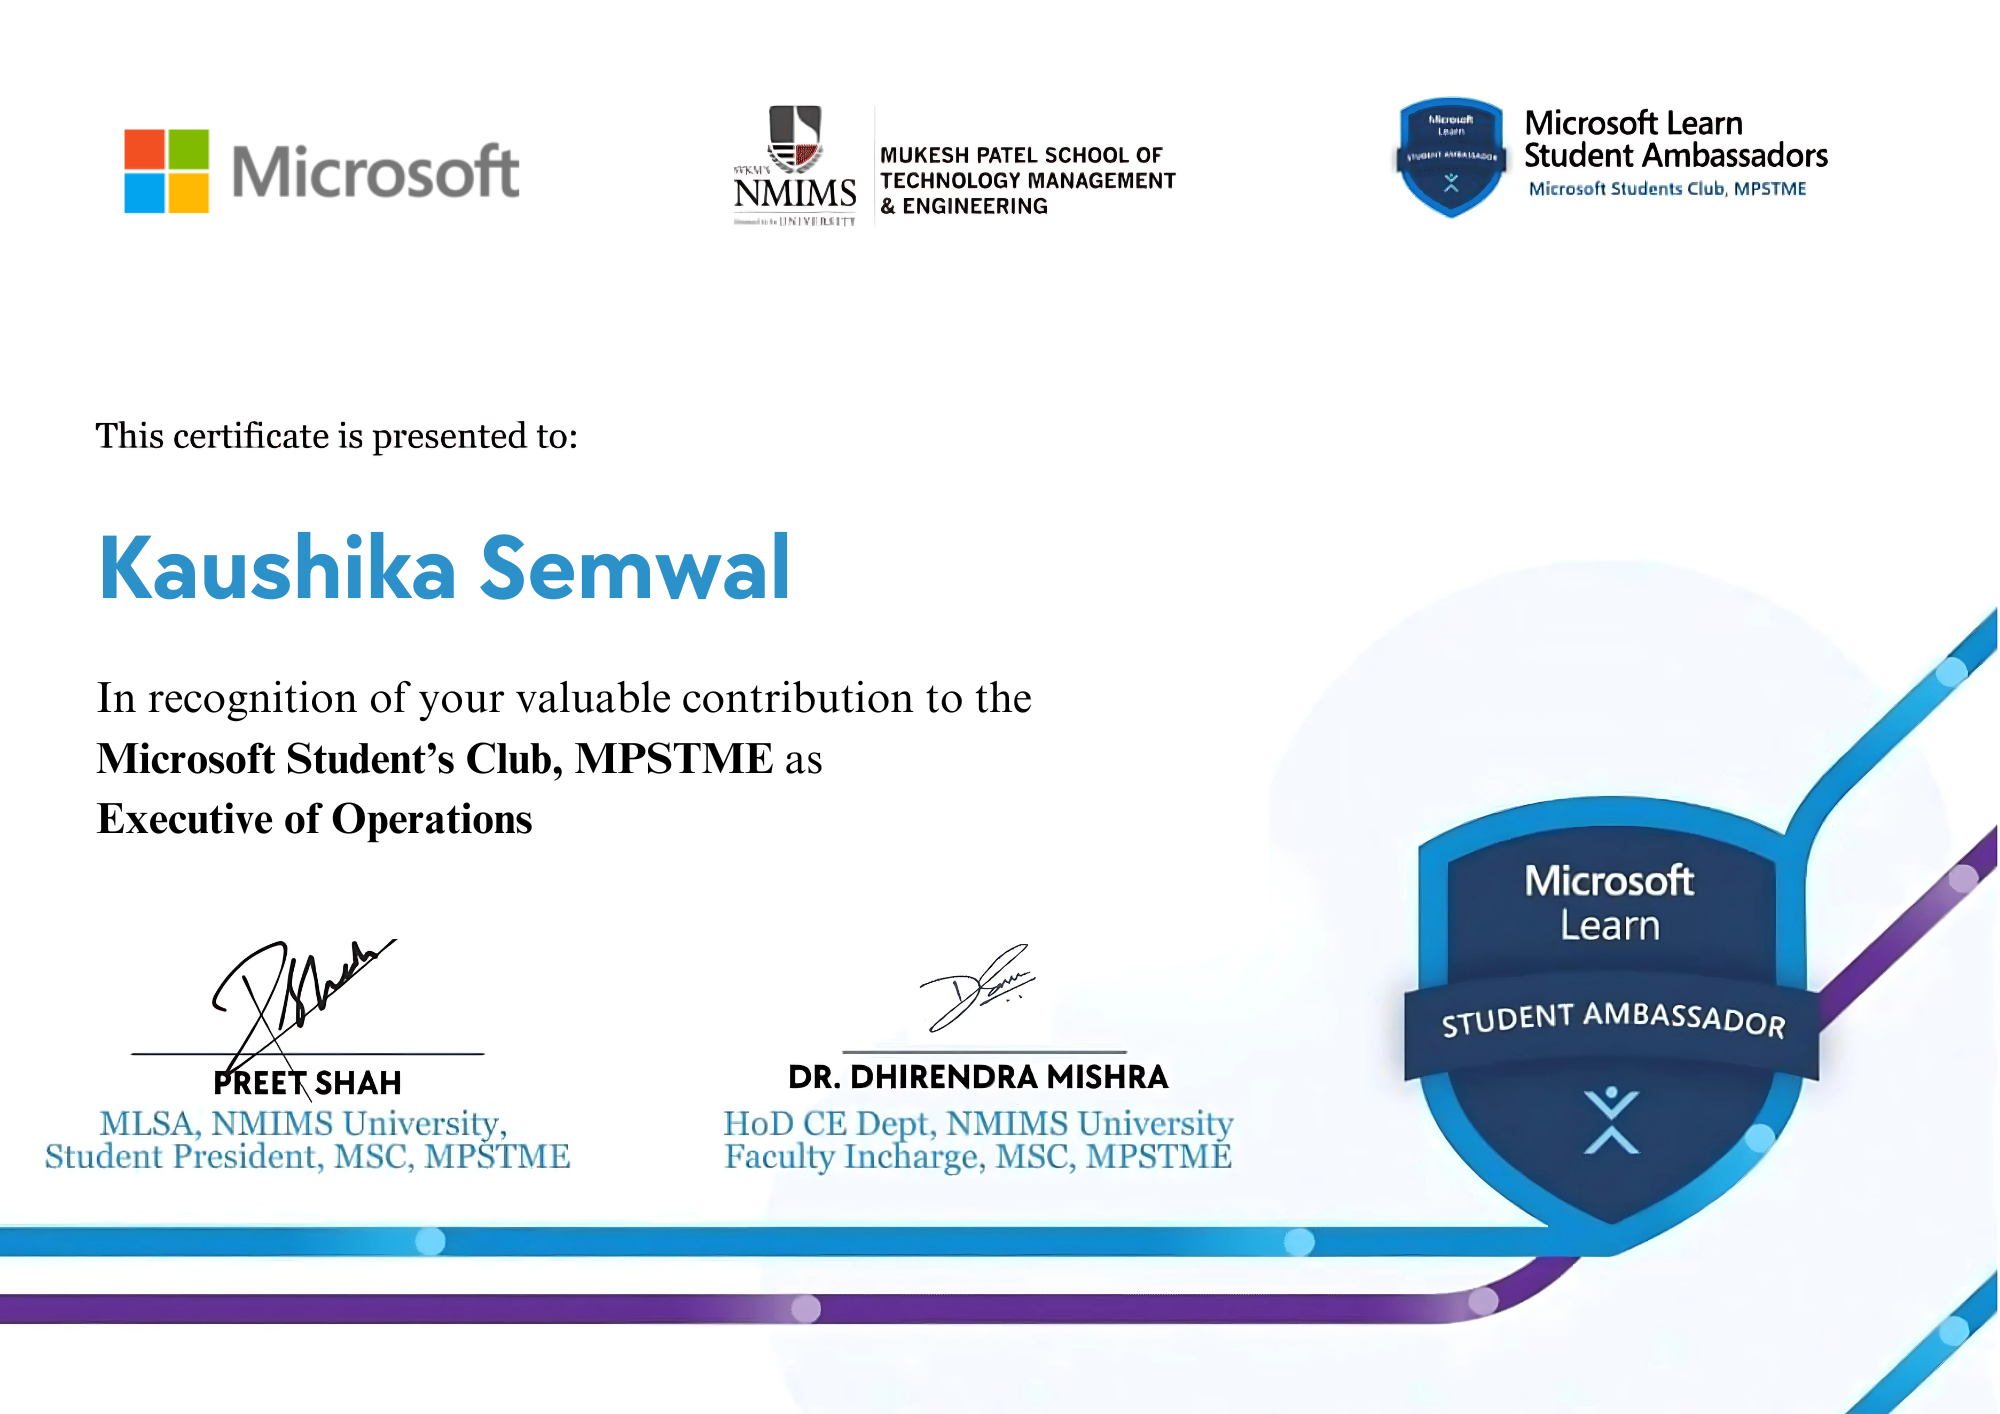 Microsoft
SVKM'S
NMIMS
Deemed to be UNIVERSITY
MUKESH PATEL SCHOOL OF
TECHNOLOGY MANAGEMENT
& ENGINEERING
Microsoft
Learn
STUDENT AMBASSADOR
Microsoft Learn
Student Ambassadors
Microsoft Students Club, MPSTME
This certificate is presented to:
Kaushika Semwal
In recognition of your valuable contribution to the
Microsoft Student’s Club, MPSTME as
Executive of Operations
PREET SHAH
MLSA, NMIMS University,
Student President, MSC, MPSTME
DR. DHIRENDRA MISHRA
HoD CE Dept, NMIMS University
Faculty Incharge, MSC, MPSTME
Microsoft
Learn
STUDENT AMBASSADOR